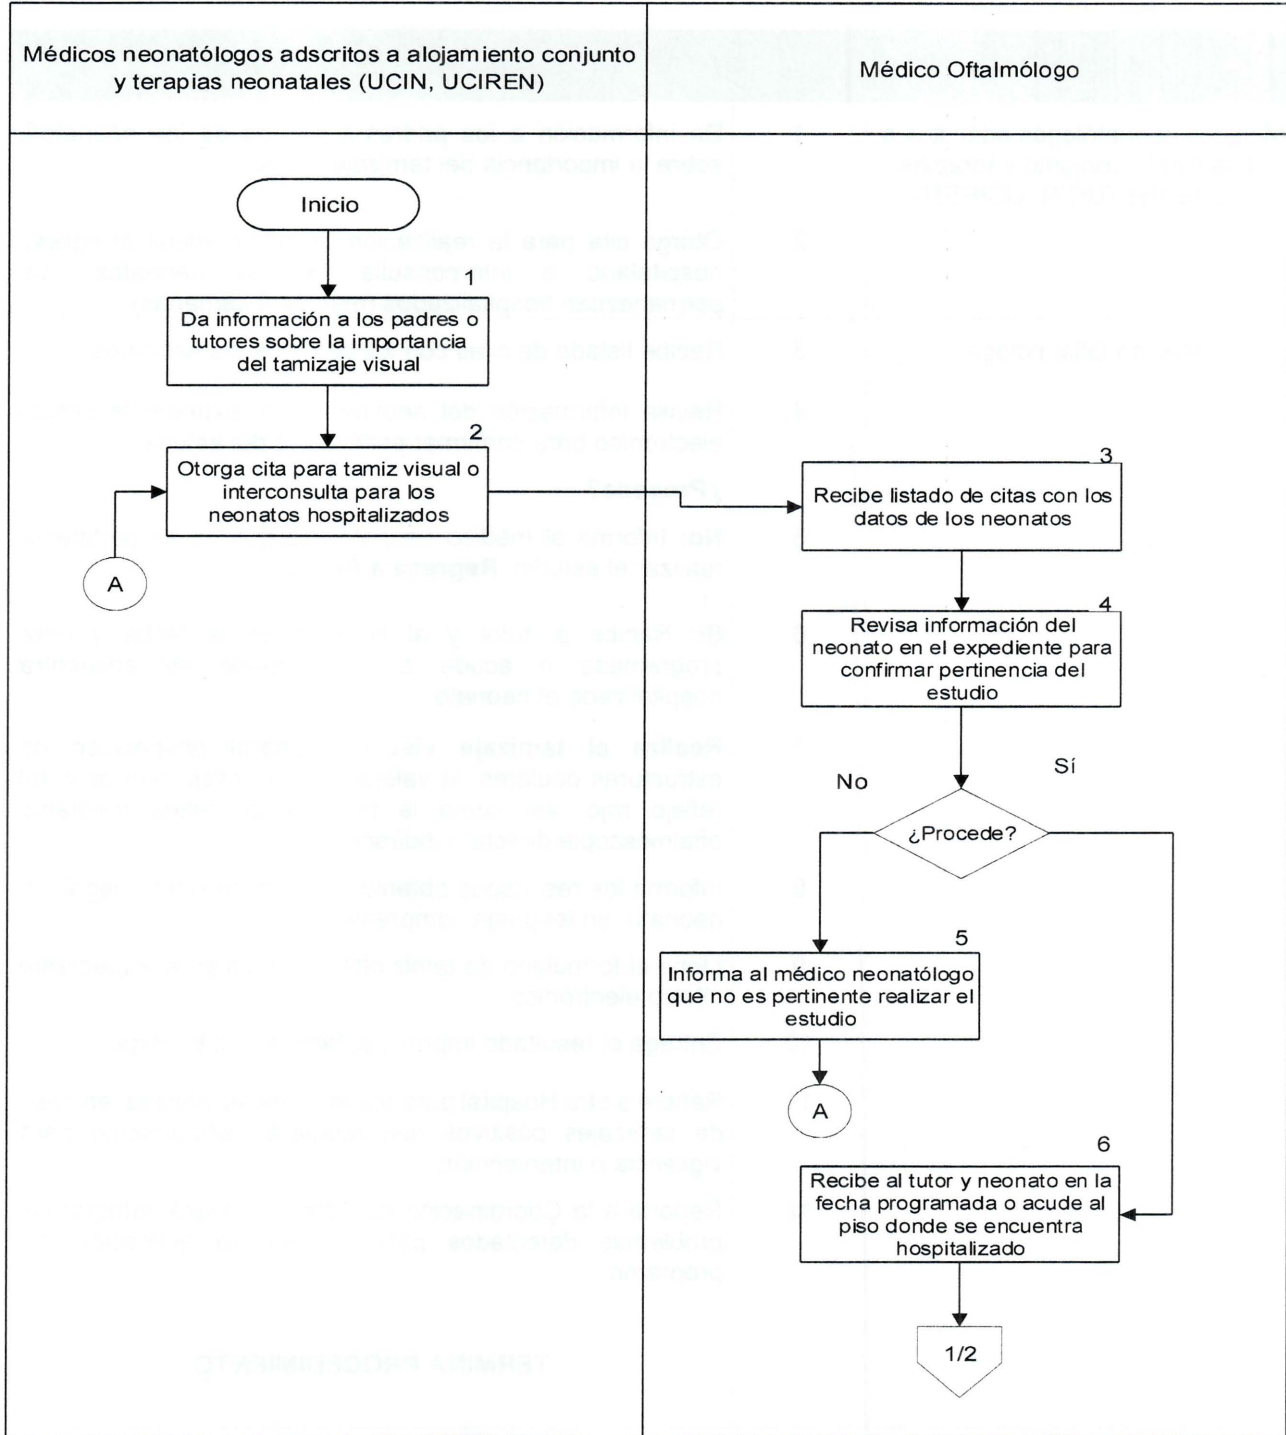 Médicos neonatólogos adscritos a alojamiento conjunto
y terapias neonatales (UCIN, UCIREN)
Médico Oftalmólogo
Inicio
1
Da información a los padres o
tutores sobre la importancia
del tamizaje visual
2
Otorga cita para tamiz visual o
interconsulta para los
neonatos hospitalizados
A
3
Recibe listado de citas con los
datos de los neonatos
4
Revisa información del
neonato en el expediente para
confirmar pertinencia del
estudio
No
Sí
¿Procede?
5
Informa al médico neonatólogo
que no es pertinente realizar el
estudio
A
6
Recibe al tutor y neonato en la
fecha programada o acude al
piso donde se encuentra
hospitalizado
1/2